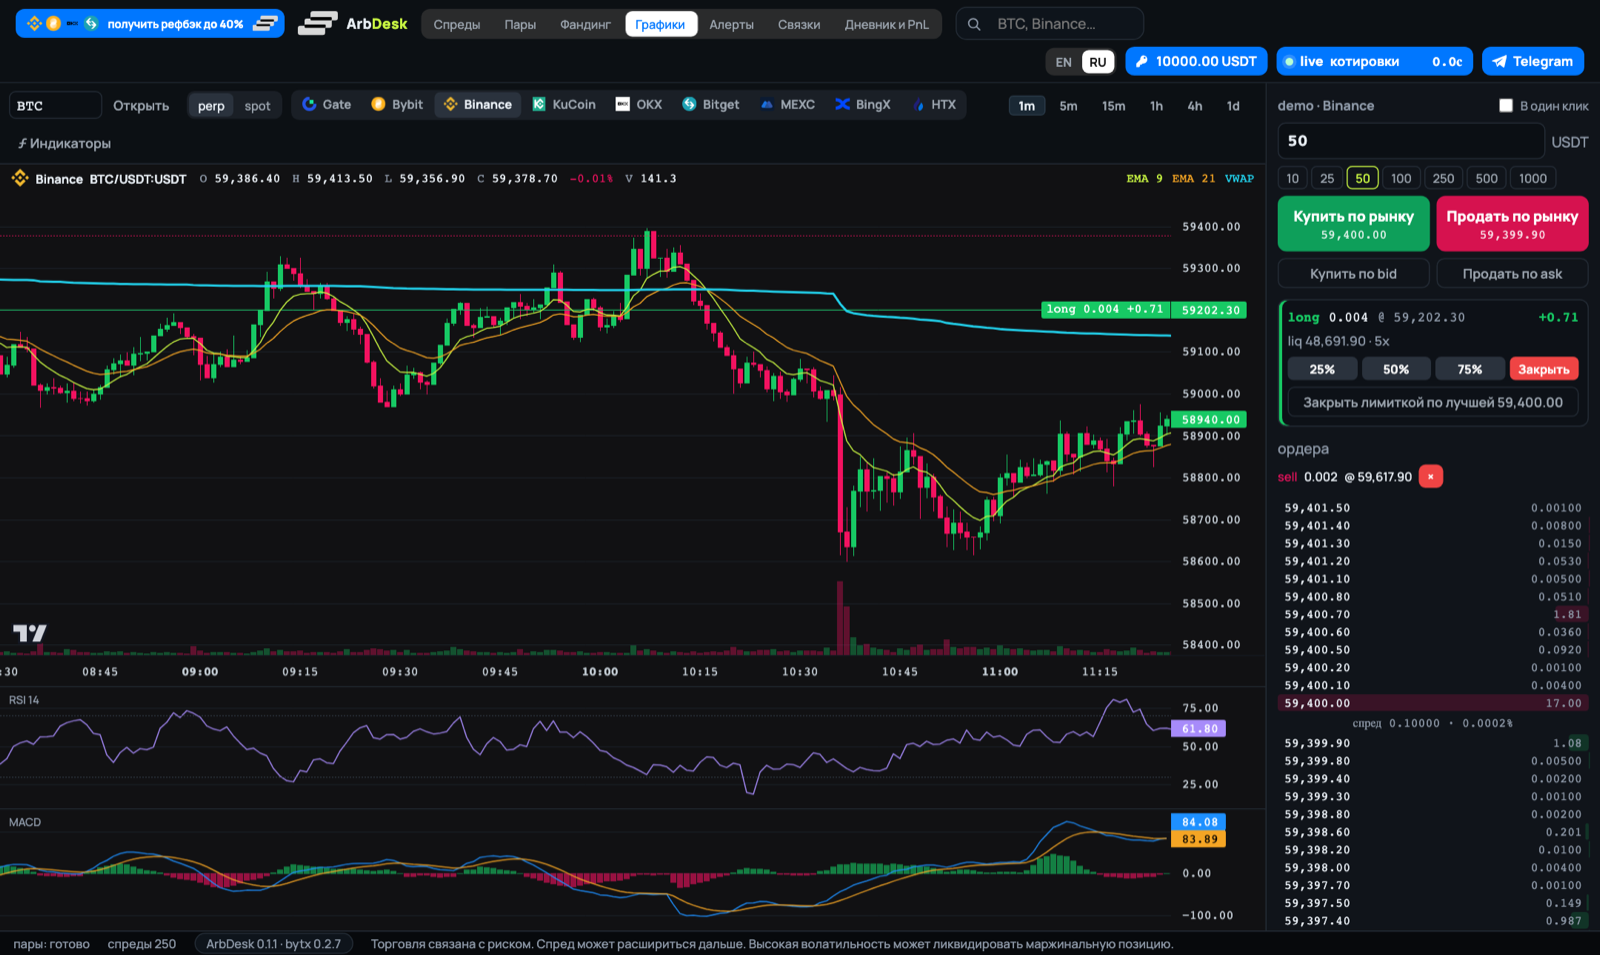 получить рефбэк до 40%
ArbDesk
Спреды Пары Фандинг Графики Алерты Связки Дневник и PnL
BTC, Binance...
EN RU
10000.00 USDT
live котировки 0.0с
Telegram
BTC Открыть perp spot Gate Bybit Binance KuCoin OKX Bitget MEXC BingX HTX 1m 5m 15m 1h 4h 1d
ƒ Индикаторы
Binance BTC/USDT:USDT O 59,386.40 H 59,413.50 L 59,356.90 C 59,378.70 -0.01% V 141.3
EMA 9 EMA 21 VWAP
59400.00
59300.00
long 0.004 +0.71 59202.30
59100.00
59000.00
58940.00
58900.00
58800.00
58700.00
58600.00
58500.00
58400.00
:30 08:45 09:00 09:15 09:30 09:45 10:00 10:15 10:30 10:45 11:00 11:15
RSI 14
75.00
61.80
50.00
25.00
MACD
84.08
83.89
0.00
-100.00
demo · Binance В один клик
50 USDT
10 25 50 100 250 500 1000
Купить по рынку 59,400.00
Продать по рынку 59,399.90
Купить по bid Продать по ask
long 0.004 @ 59,202.30 +0.71
liq 48,691.90 · 5x
25% 50% 75% Закрыть
Закрыть лимиткой по лучшей 59,400.00
ордера
sell 0.002 @ 59,617.90 ×
59,401.50 0.00100
59,401.40 0.00800
59,401.30 0.0150
59,401.20 0.0530
59,401.10 0.00500
59,400.80 0.0510
59,400.70 1.81
59,400.60 0.0360
59,400.50 0.0920
59,400.20 0.00100
59,400.10 0.00400
59,400.00 17.00
спред 0.10000 · 0.0002%
59,399.90 1.08
59,399.80 0.00500
59,399.40 0.00200
59,399.30 0.00100
59,398.80 0.00200
59,398.60 0.201
59,398.20 0.0100
59,398.00 0.00400
59,397.70 0.00100
59,397.50 0.149
59,397.40 0.987
пары: готово спреды 250 ArbDesk 0.1.1 · bytx 0.2.7 Торговля связана с риском. Спред может расшириться дальше. Высокая волатильность может ликвидировать маржинальную позицию.